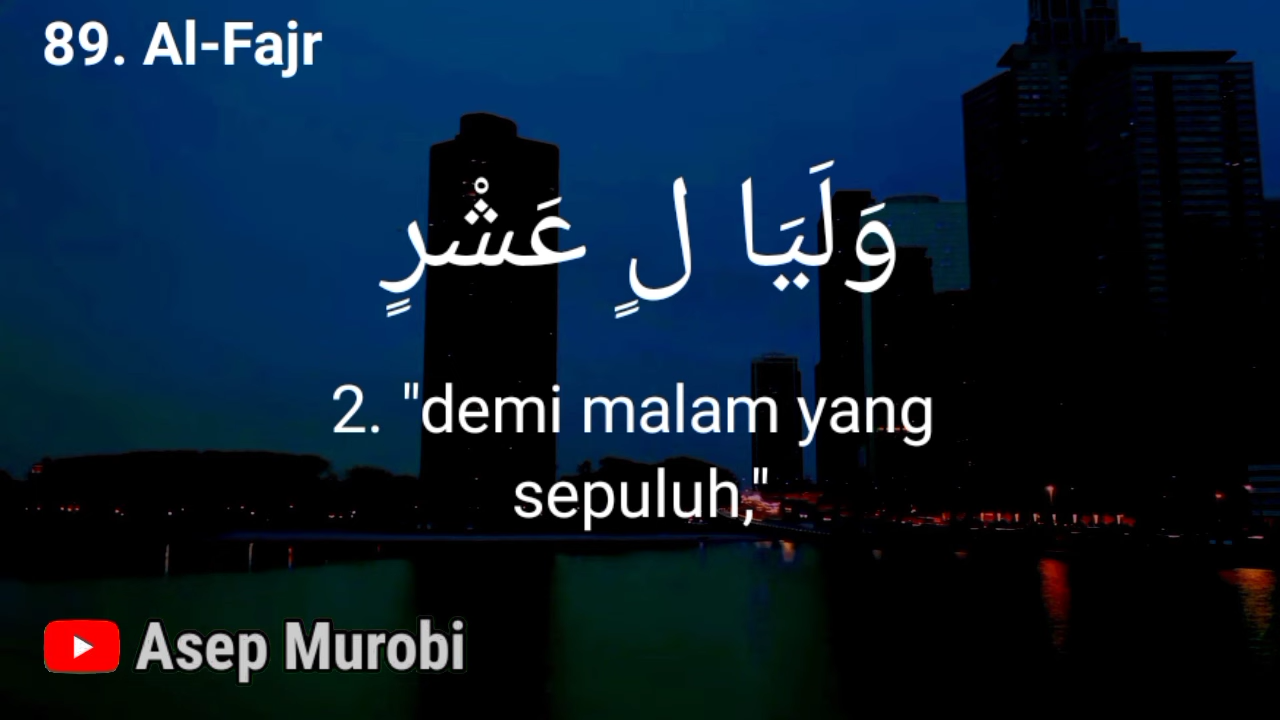 89. Al-Fajr
وَلَيَا لٍ عَشْرٍ
2. "demi malam yang
sepuluh,"
Asep Murobi